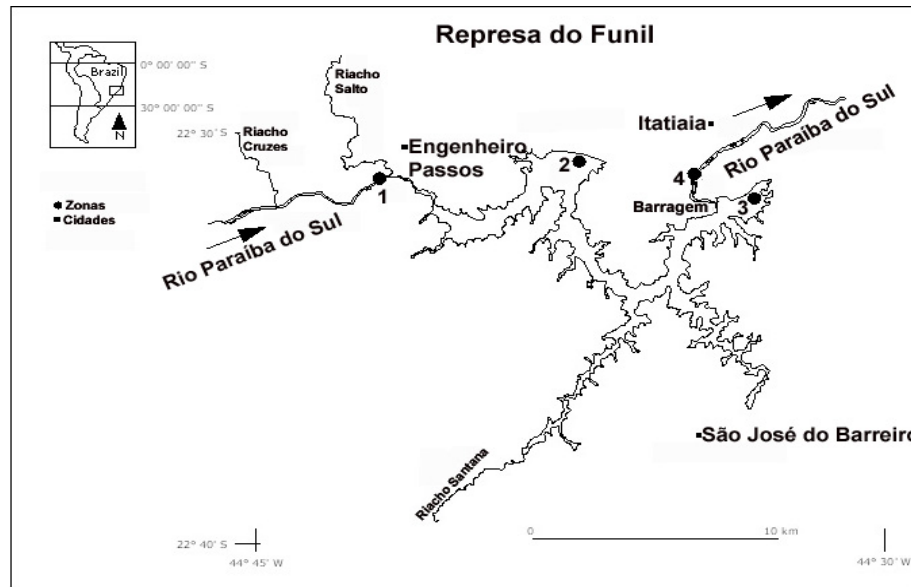 Represa do Funil
Brazil
0° 00' 00'' S
30° 00' 00'' S
N
22° 30' S
Riacho
Salto
Riacho
Cruzes
Engenheiro
Passos
Itatiaia
Rio Paraíba do Sul
Zonas
Cidades
1
2
3
4
Barragem
Rio Paraíba do Sul
São José do Barreiro
Riacho Santana
22° 40' S
44° 45' W
0
10 km
44° 30' W